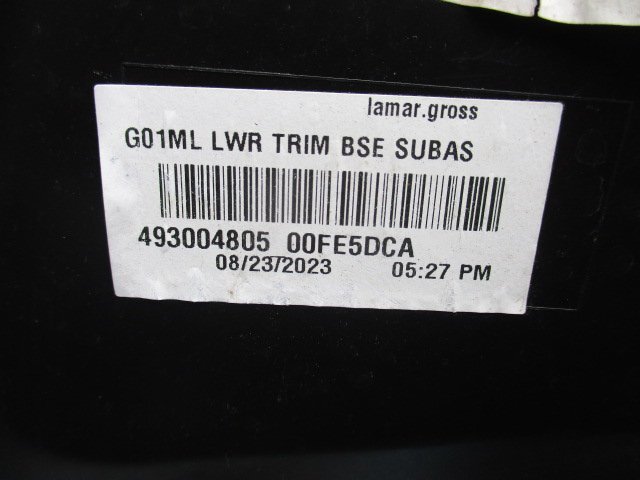 lamar.gross
G01ML LWR TRIM BSE SUBAS
493004805 00FE5DCA
08/23/2023 05:27 PM